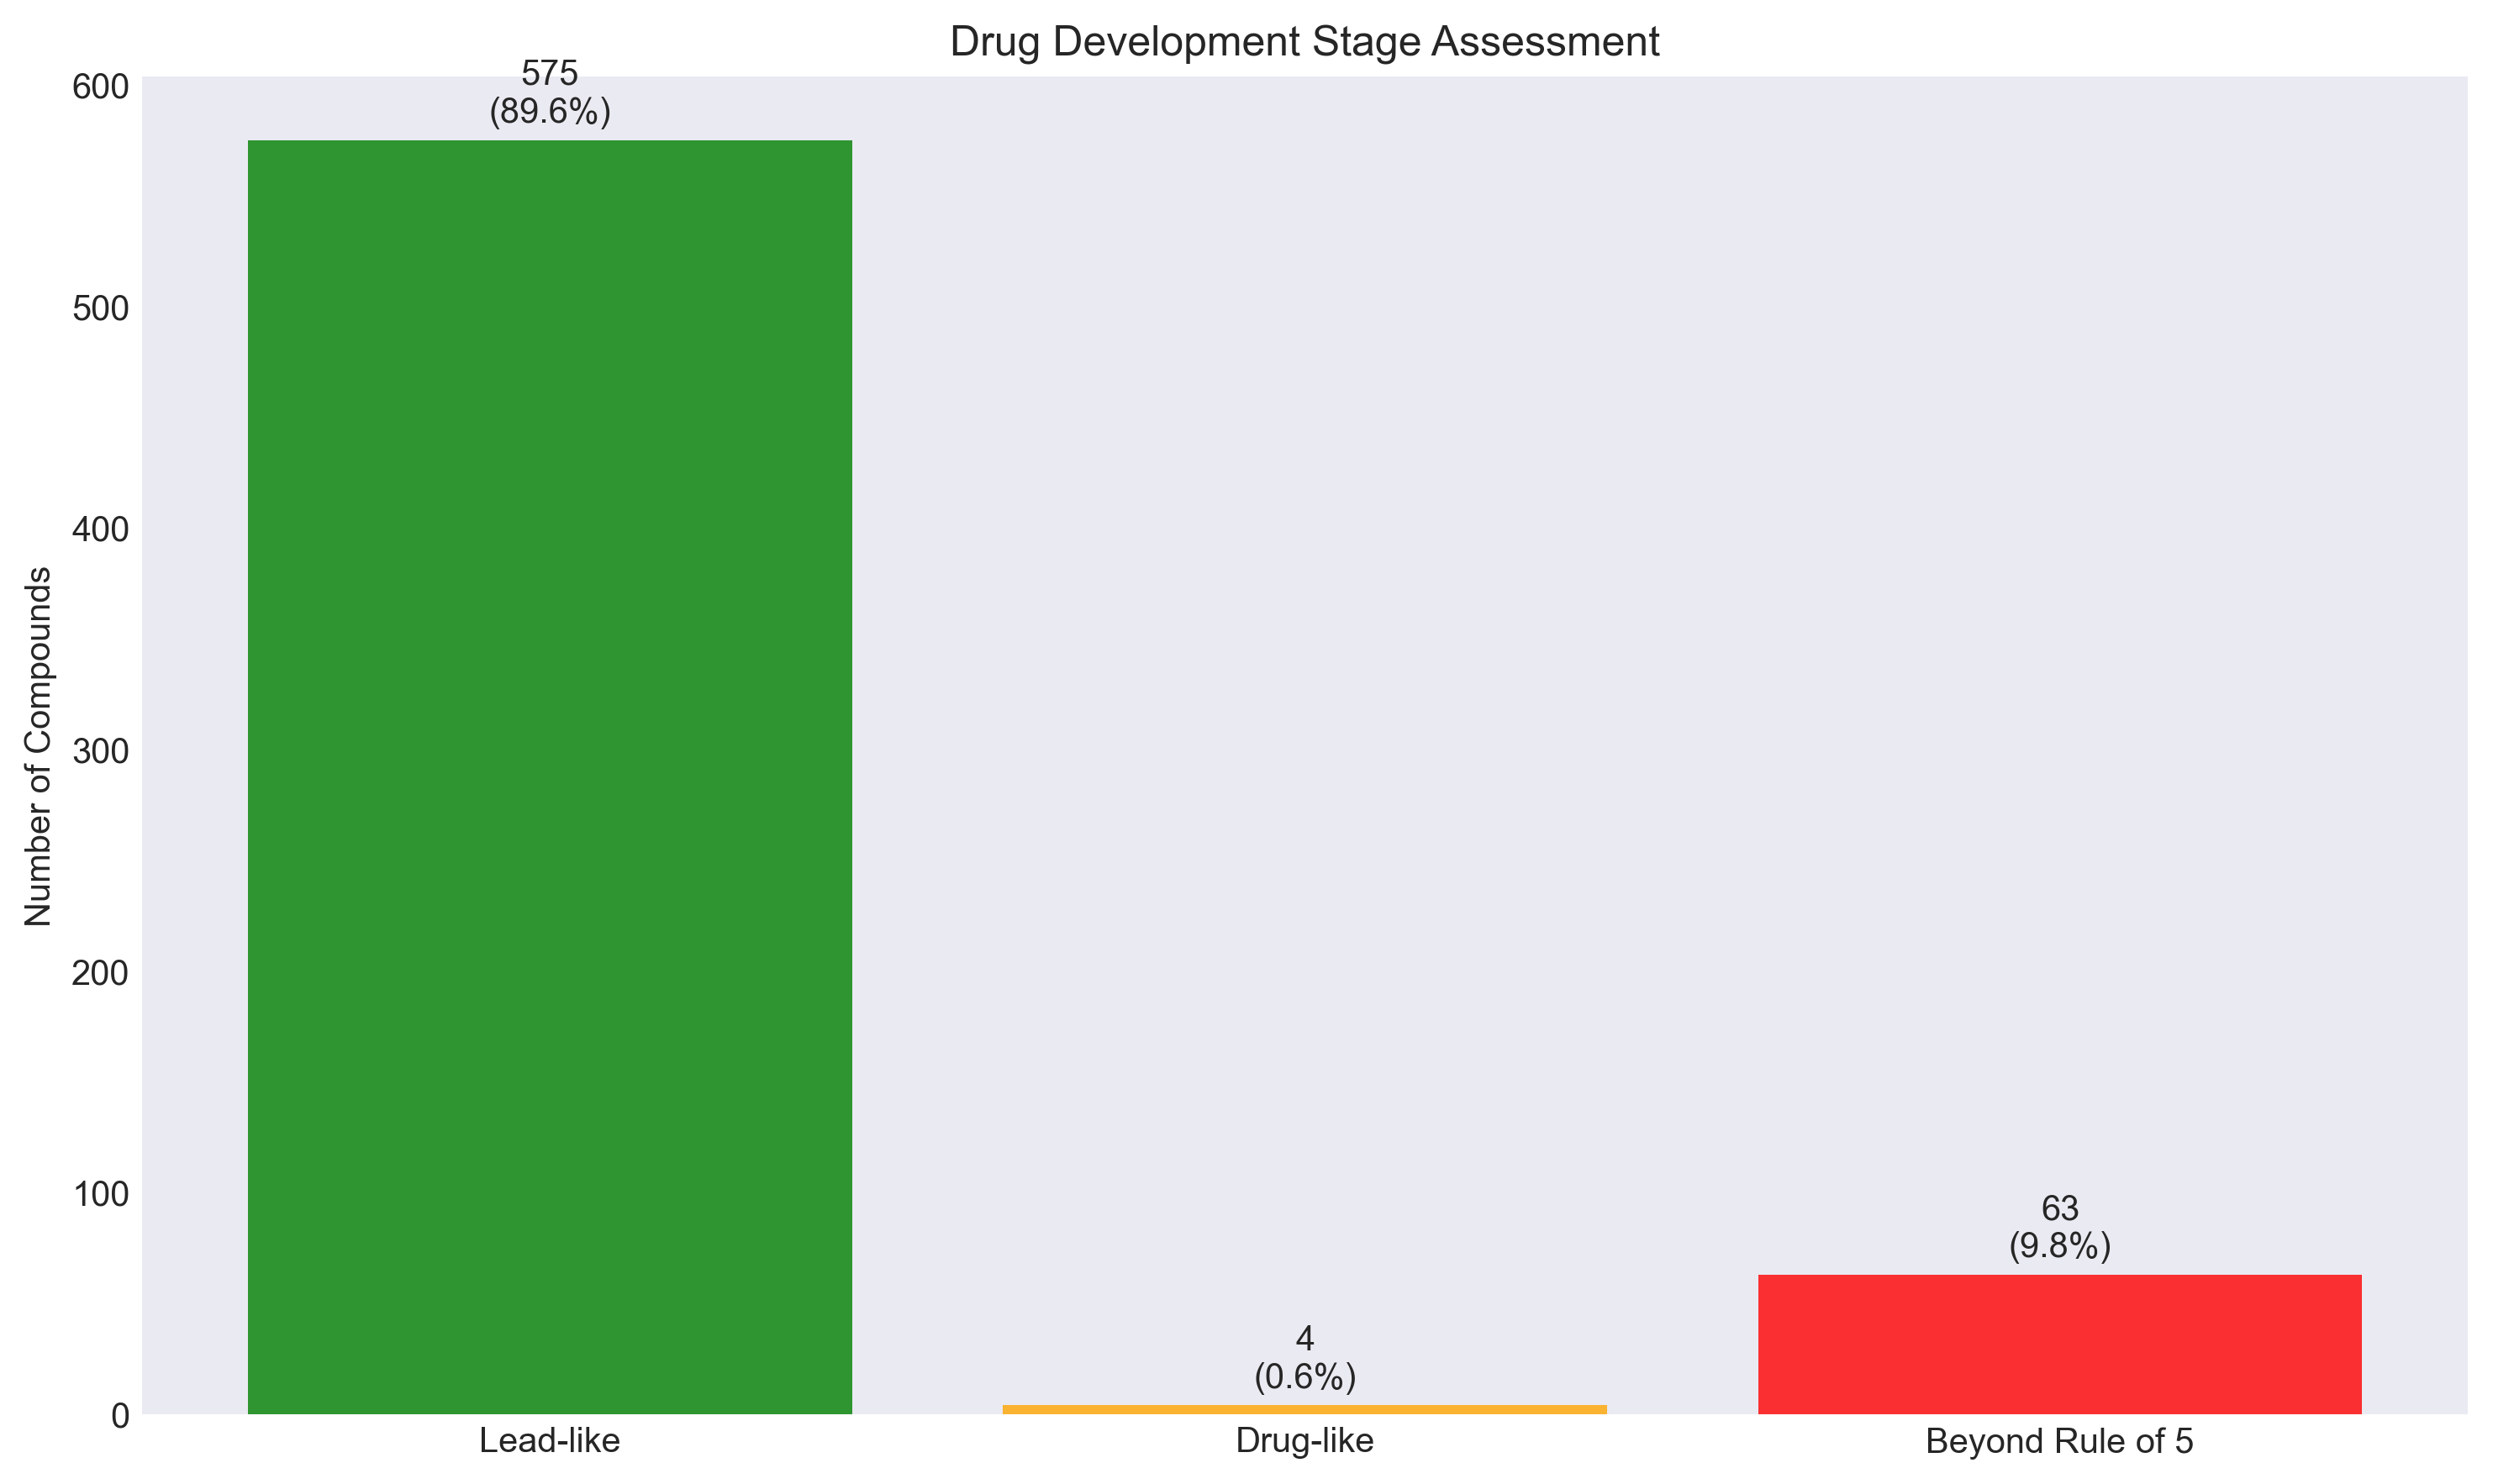 Drug Development Stage Assessment
575
(89.6%)
600
500
400
300
200
100
0
Number of Compounds
4
(0.6%)
63
(9.8%)
Lead-like
Drug-like
Beyond Rule of 5